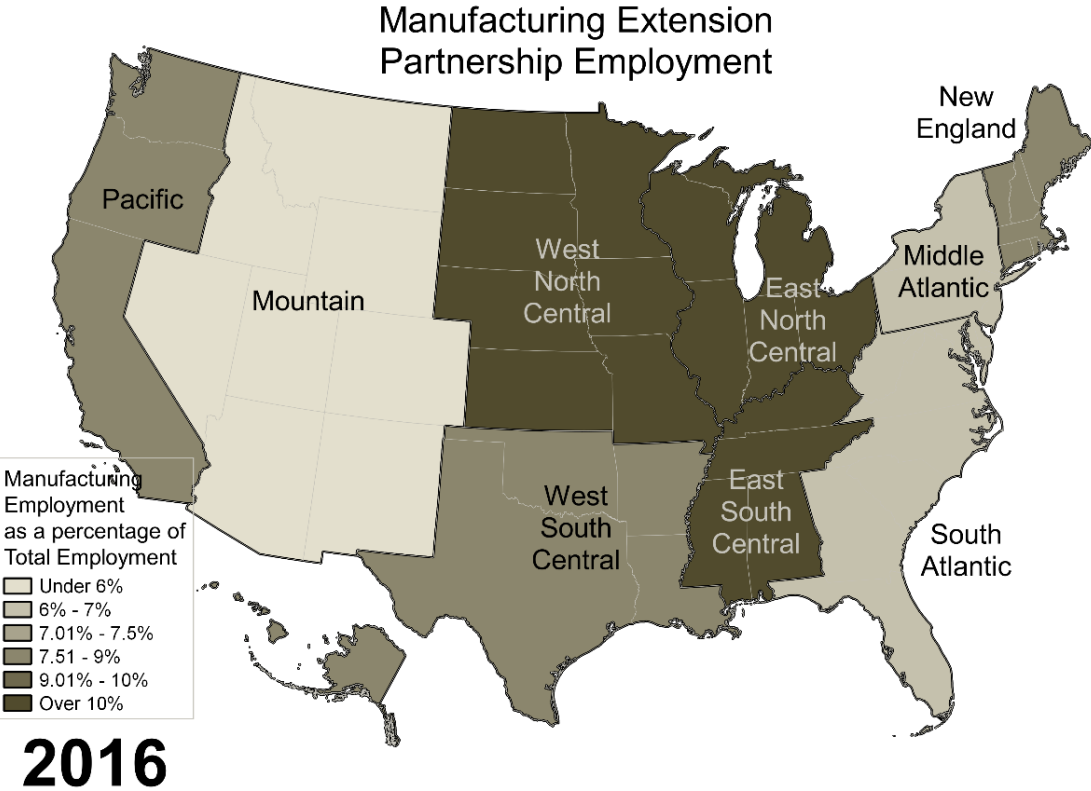 Manufacturing Extension
Partnership Employment
New
England
Pacific
Middle
Atlantic
West
North
Central
Mountain
East
North
Central
Manufacturing
Employment
as a percentage of
Total Employment
Under 6%
6% - 7%
7.01% - 7.5%
7.51 - 9%
9.01% - 10%
Over 10%
West
South
Central
East
South
Central
South
Atlantic
2016